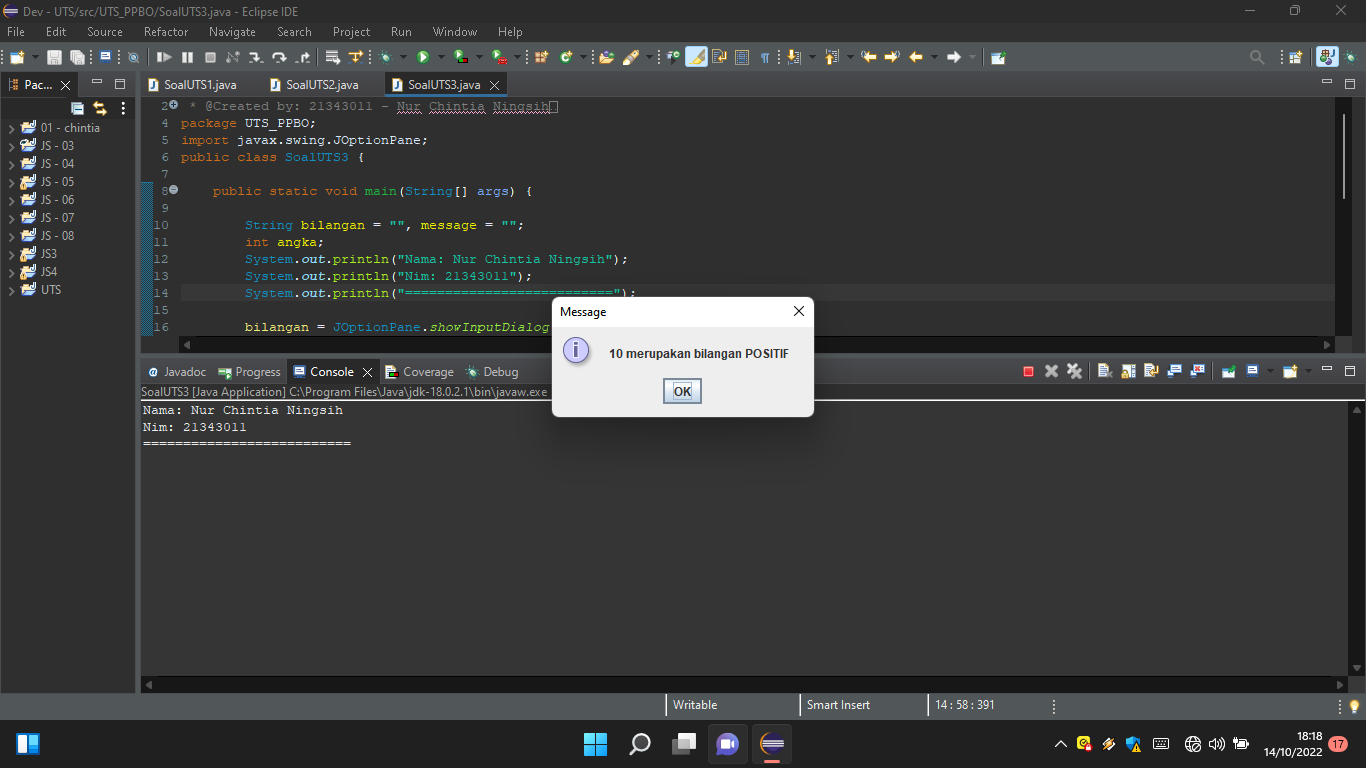 Dev - UTS/src/UTS_PPBO/SoalUTS3.java - Eclipse IDE
File Edit Source Refactor Navigate Search Project Run Window Help
Pac...
SoalUTS1.java SoalUTS2.java SoalUTS3.java
01 - chintia
JS - 03
JS - 04
JS - 05
JS - 06
JS - 07
JS - 08
JS3
JS4
UTS
2 * @Created by: 21343011 - Nur Chintia Ningsih
4 package UTS_PPBO;
5 import javax.swing.JOptionPane;
6 public class SoalUTS3 {
7
8 public static void main(String[] args) {
9
10 String bilangan = "", message = "";
11 int angka;
12 System.out.println("Nama: Nur Chintia Ningsih");
13 System.out.println("Nim: 21343011");
14 System.out.println("==========================");
15
16 bilangan = JOptionPane.showInputDialog
Message
10 merupakan bilangan POSITIF
OK
Javadoc Progress Console Coverage Debug
SoalUTS3 [Java Application] C:\Program Files\Java\jdk-18.0.2.1\bin\javaw.exe
Nama: Nur Chintia Ningsih
Nim: 21343011
==========================
Writable Smart Insert 14 : 58 : 391
18:18
14/10/2022 17